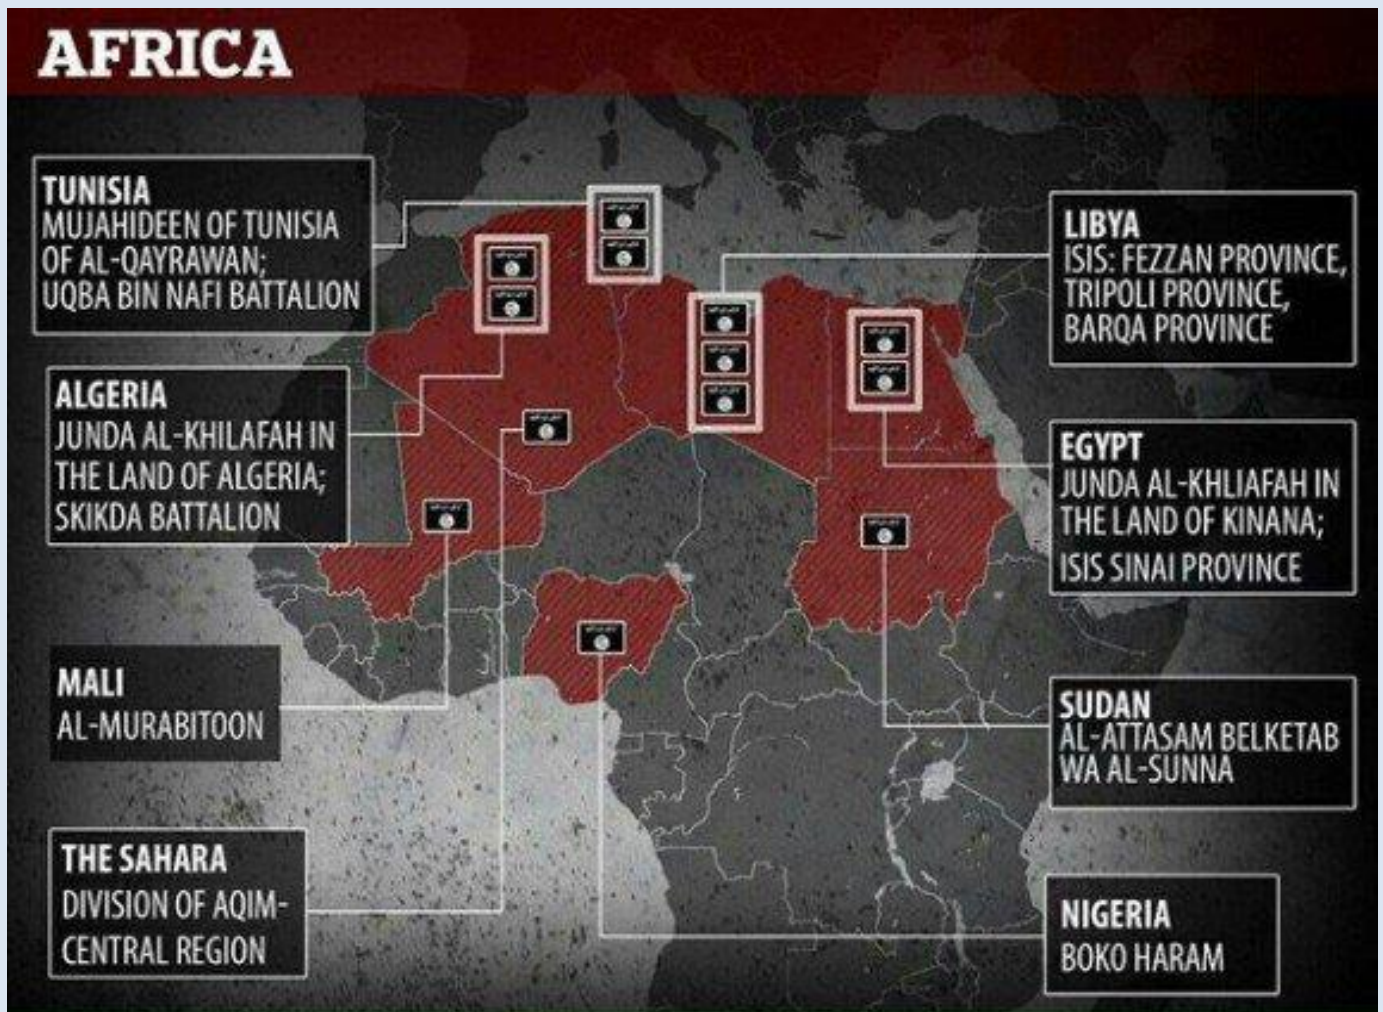 AFRICA
TUNISIA
MUJAHIDEEN OF TUNISIA
OF AL-QAYRAWAN;
UQBA BIN NAFI BATTALION
ALGERIA
JUNDA AL-KHILAFAH IN
THE LAND OF ALGERIA;
SKIKDA BATTALION
MALI
AL-MURABITOON
THE SAHARA
DIVISION OF AQIM-
CENTRAL REGION
LIBYA
ISIS: FEZZAN PROVINCE,
TRIPOLI PROVINCE,
BARQA PROVINCE
EGYPT
JUNDA AL-KHLIAFAH IN
THE LAND OF KINANA;
ISIS SINAI PROVINCE
SUDAN
AL-ATTASAM BELKETAB
WA AL-SUNNA
NIGERIA
BOKO HARAM